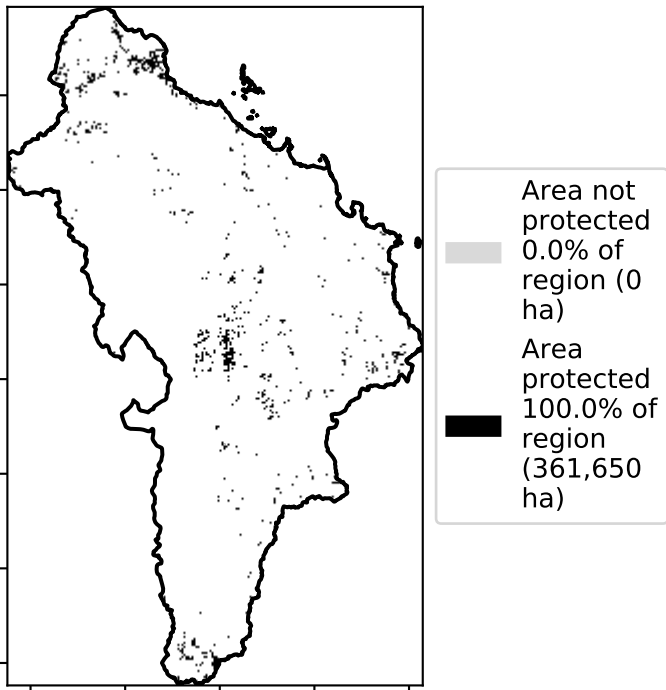 Area not
protected
0.0% of
region (0
ha)
Area
protected
100.0% of
region
(361,650
ha)